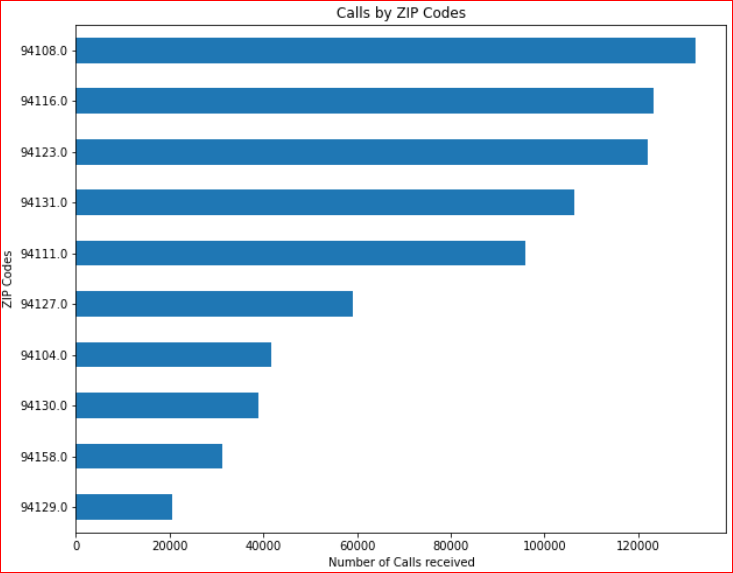 Calls by ZIP Codes
94108.0
94116.0
94123.0
94131.0
94111.0
94127.0
94104.0
94130.0
94158.0
94129.0
ZIP Codes
0 20000 40000 60000 80000 100000 120000
Number of Calls received